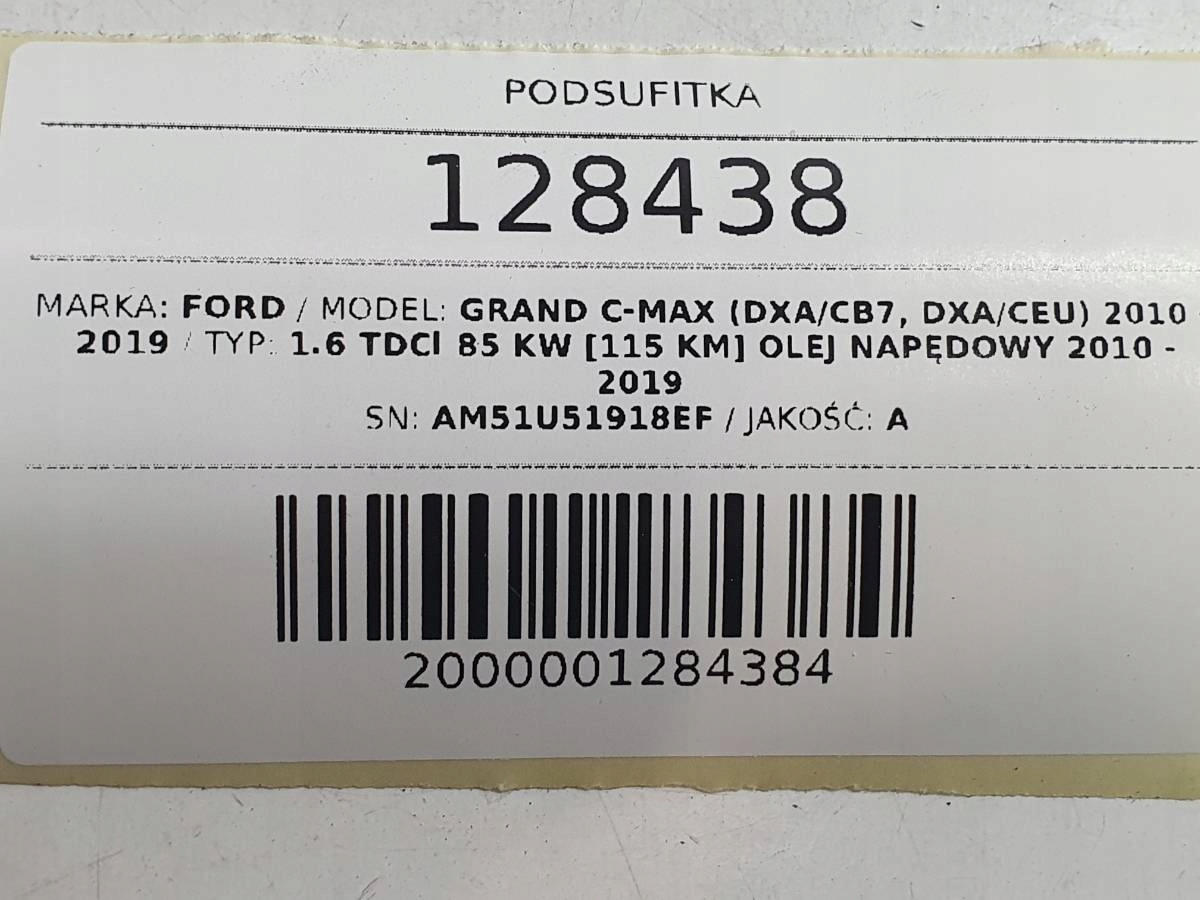 PODSUFITKA
128438
MARKA: FORD / MODEL: GRAND C-MAX (DXA/CB7, DXA/CEU) 2010
2019 / TYP: 1.6 TDCI 85 KW [115 KM] OLEJ NAPĘDOWY 2010 -
2019
SN: AM51U51918EF / JAKOŚĆ: A
2000001284384